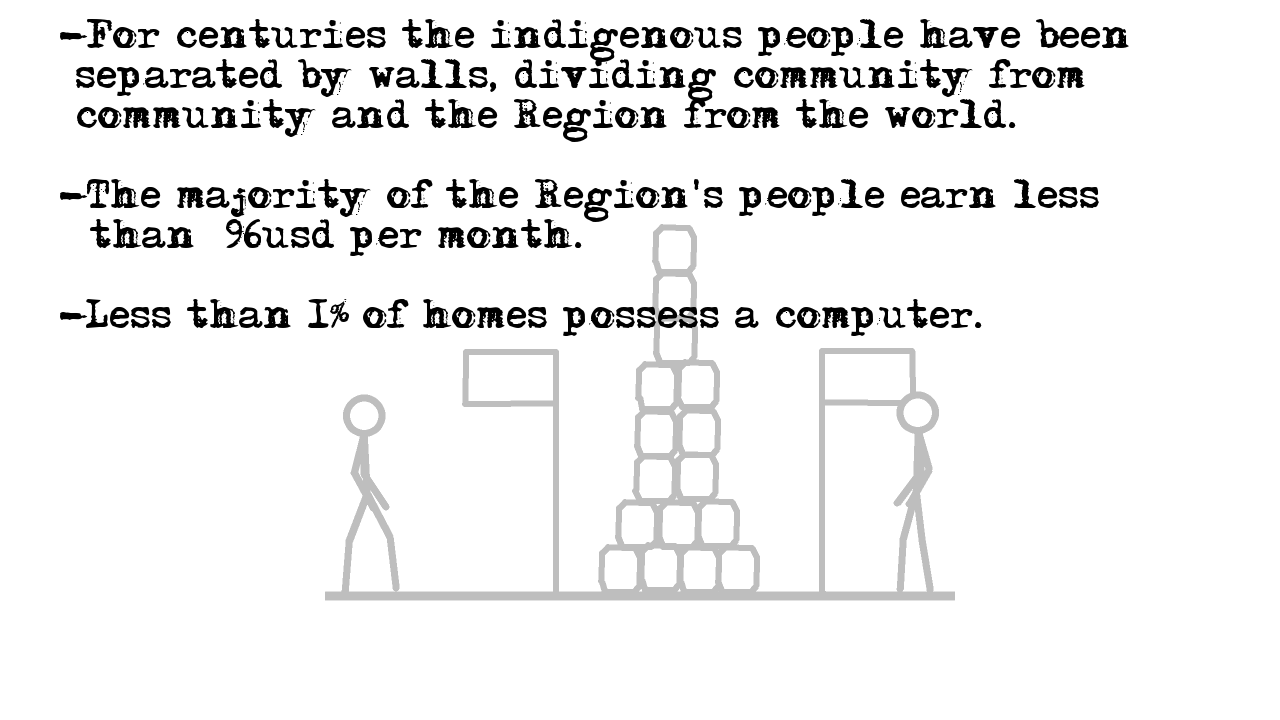 -For centuries the indigenous people have been
separated by walls, dividing community from
community and the Region from the world.
-The majority of the Region's people earn less
than 96usd per month.
-Less than 1% of homes possess a computer.